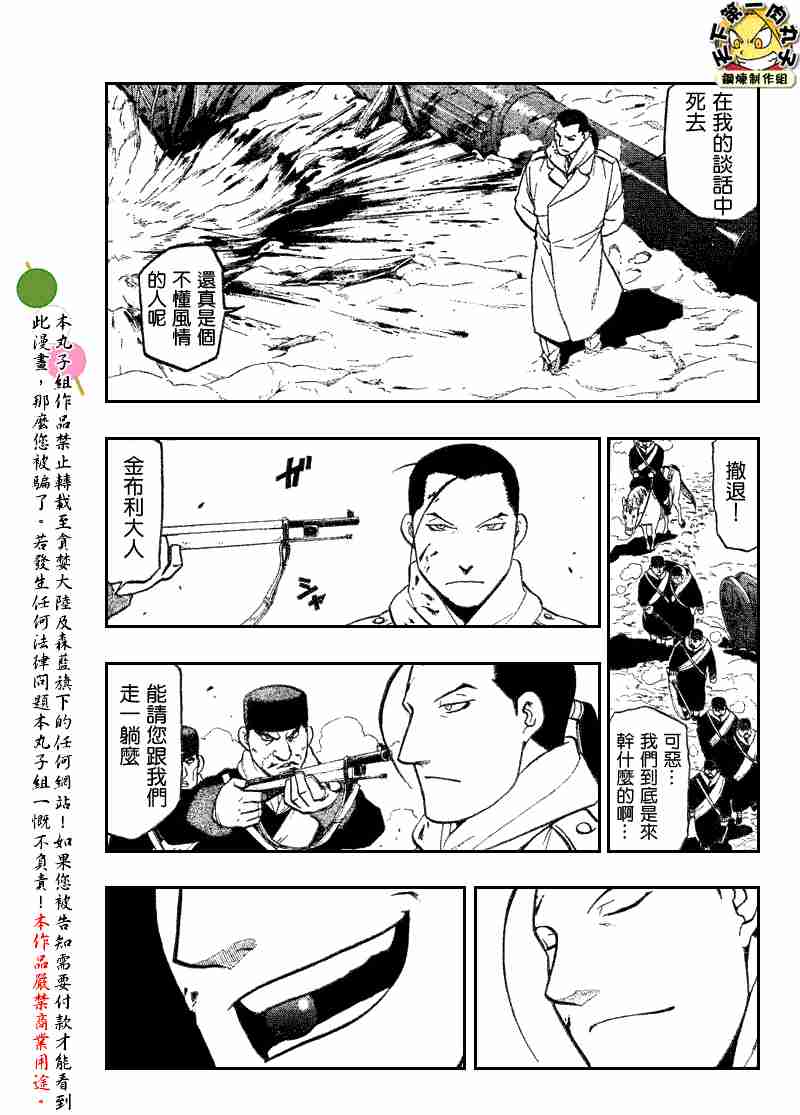 天下第一肉丸子
鋼煉制作組
在我的談話中
死去
還真是個
不懂風情
的人呢
撤退！
可惡…
我們到底是來
幹什麼的啊…
金布利大人
ギュ
ジャ
能請您跟我們
走一躺麼
本丸子組作品禁止轉載至貪婪大陸及森藍旗下的任何網站！如果您被告知需要付款才能看到
此漫畫，那麼您被騙了。若發生任何法律問題本丸子組一慨不負責！本作品嚴禁商業用途。